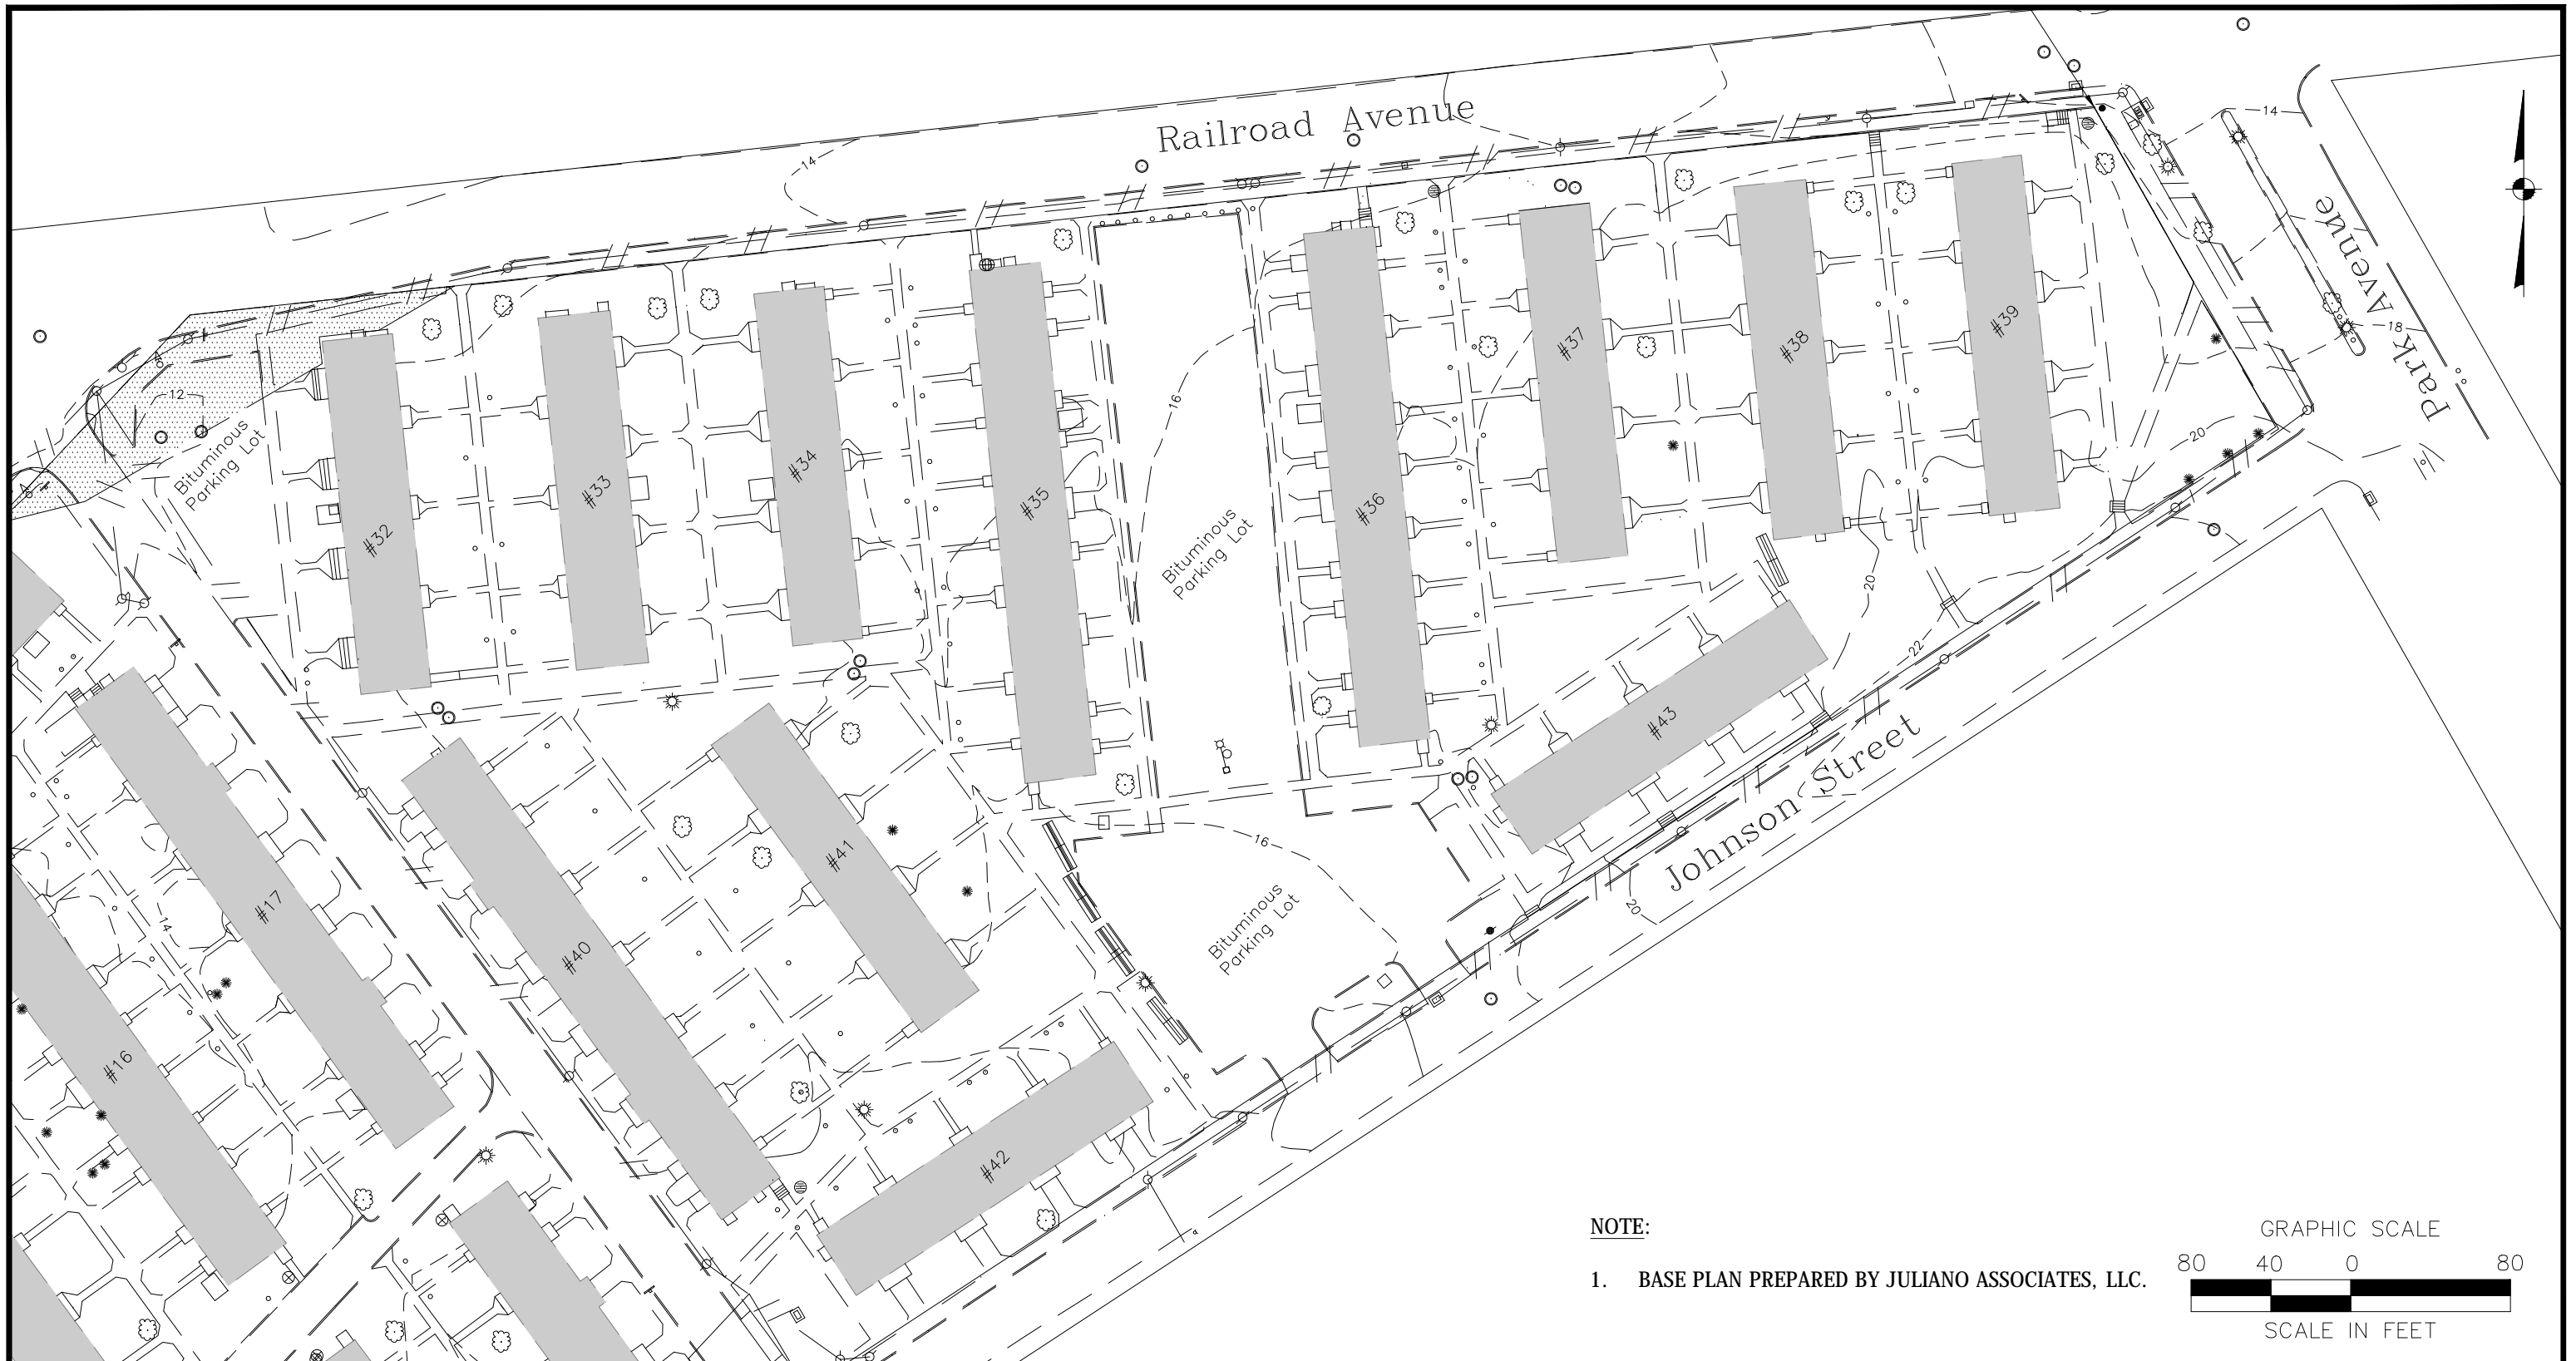 Railroad Avenue
14
14
Park Avenue
18
Park Avenue
12
Bituminous
Parking Lot
#32
#33
#34
#35
16
Bituminous
Parking Lot
#36
#37
#38
#39
20
20
22
#43
Johnson Street
20
16
Bituminous
Parking Lot
#41
#40
#17
14
#16
#42
NOTE:
1. BASE PLAN PREPARED BY JULIANO ASSOCIATES, LLC.
GRAPHIC SCALE
80 40 0 80
SCALE IN FEET